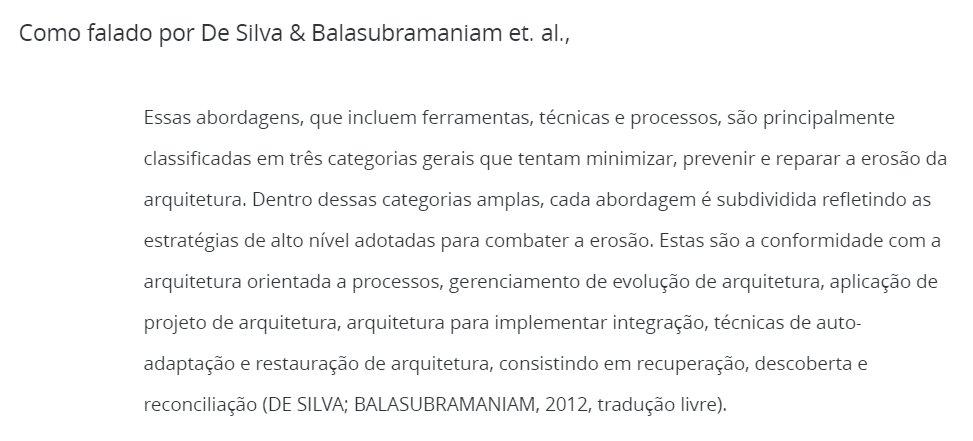 Como falado por De Silva & Balasubramaniam et. al.,
Essas abordagens, que incluem ferramentas, técnicas e processos, são principalmente
classificadas em três categorias gerais que tentam minimizar, prevenir e reparar a erosão da
arquitetura. Dentro dessas categorias amplas, cada abordagem é subdividida refletindo as
estratégias de alto nível adotadas para combater a erosão. Estas são a conformidade com a
arquitetura orientada a processos, gerenciamento de evolução de arquitetura, aplicação de
projeto de arquitetura, arquitetura para implementar integração, técnicas de auto-
adaptação e restauração de arquitetura, consistindo em recuperação, descoberta e
reconciliação (DE SILVA; BALASUBRAMANIAM, 2012, tradução livre).